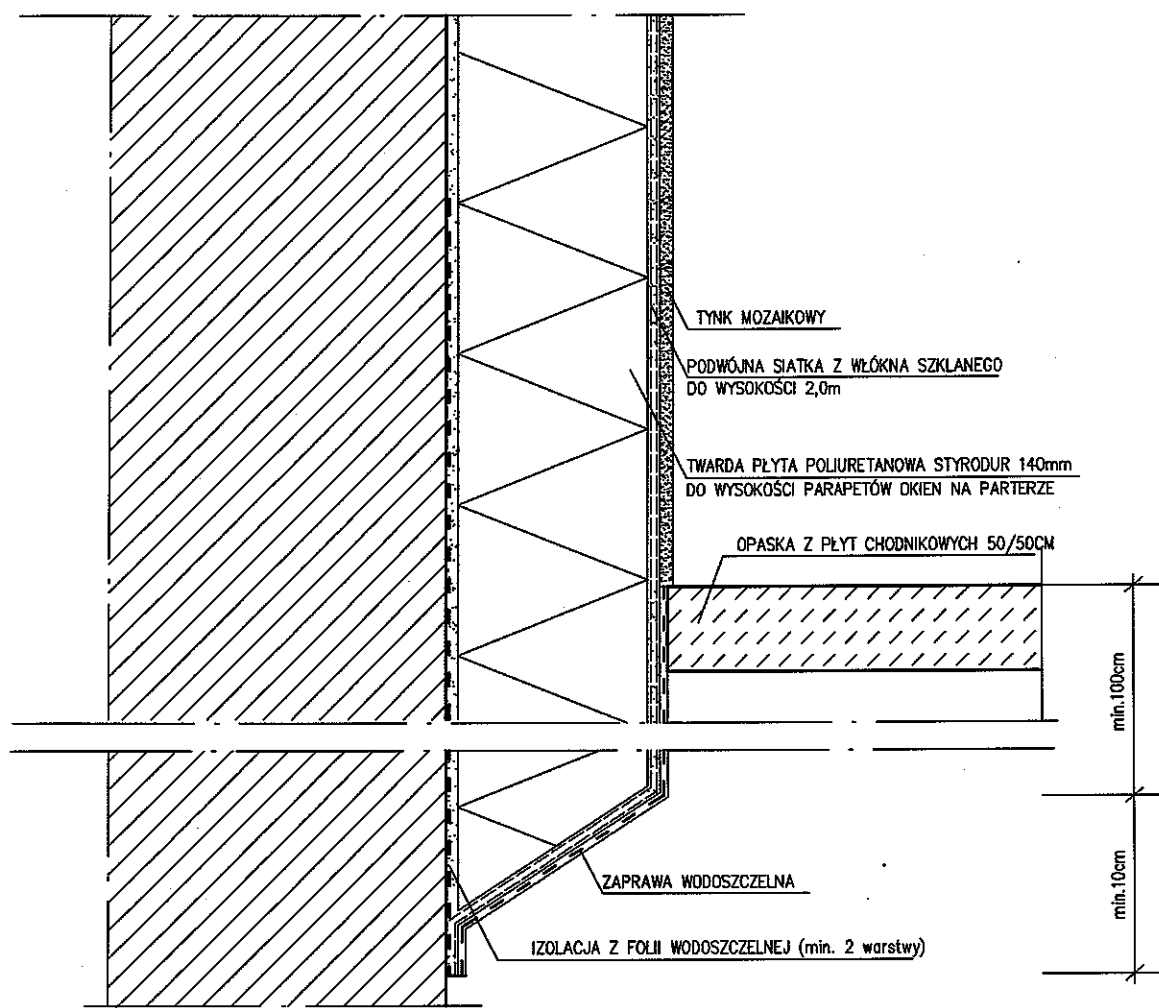 TYNK MOZAIKOWY
PODWÓJNA SIATKA Z WŁÓKNA SZKLANEGO
DO WYSOKOŚCI 2,0m
TWARDA PŁYTA POLIURETANOWA STYRODUR 140mm
DO WYSOKOŚCI PARAPETÓW OKIEN NA PARTERZE
OPASKA Z PŁYT CHODNIKOWYCH 50/50CM
min.100cm
ZAPRAWA WODOSZCZELNA
min.10cm
IZOLACJA Z FOLII WODOSZCZELNEJ (min. 2 warstwy)